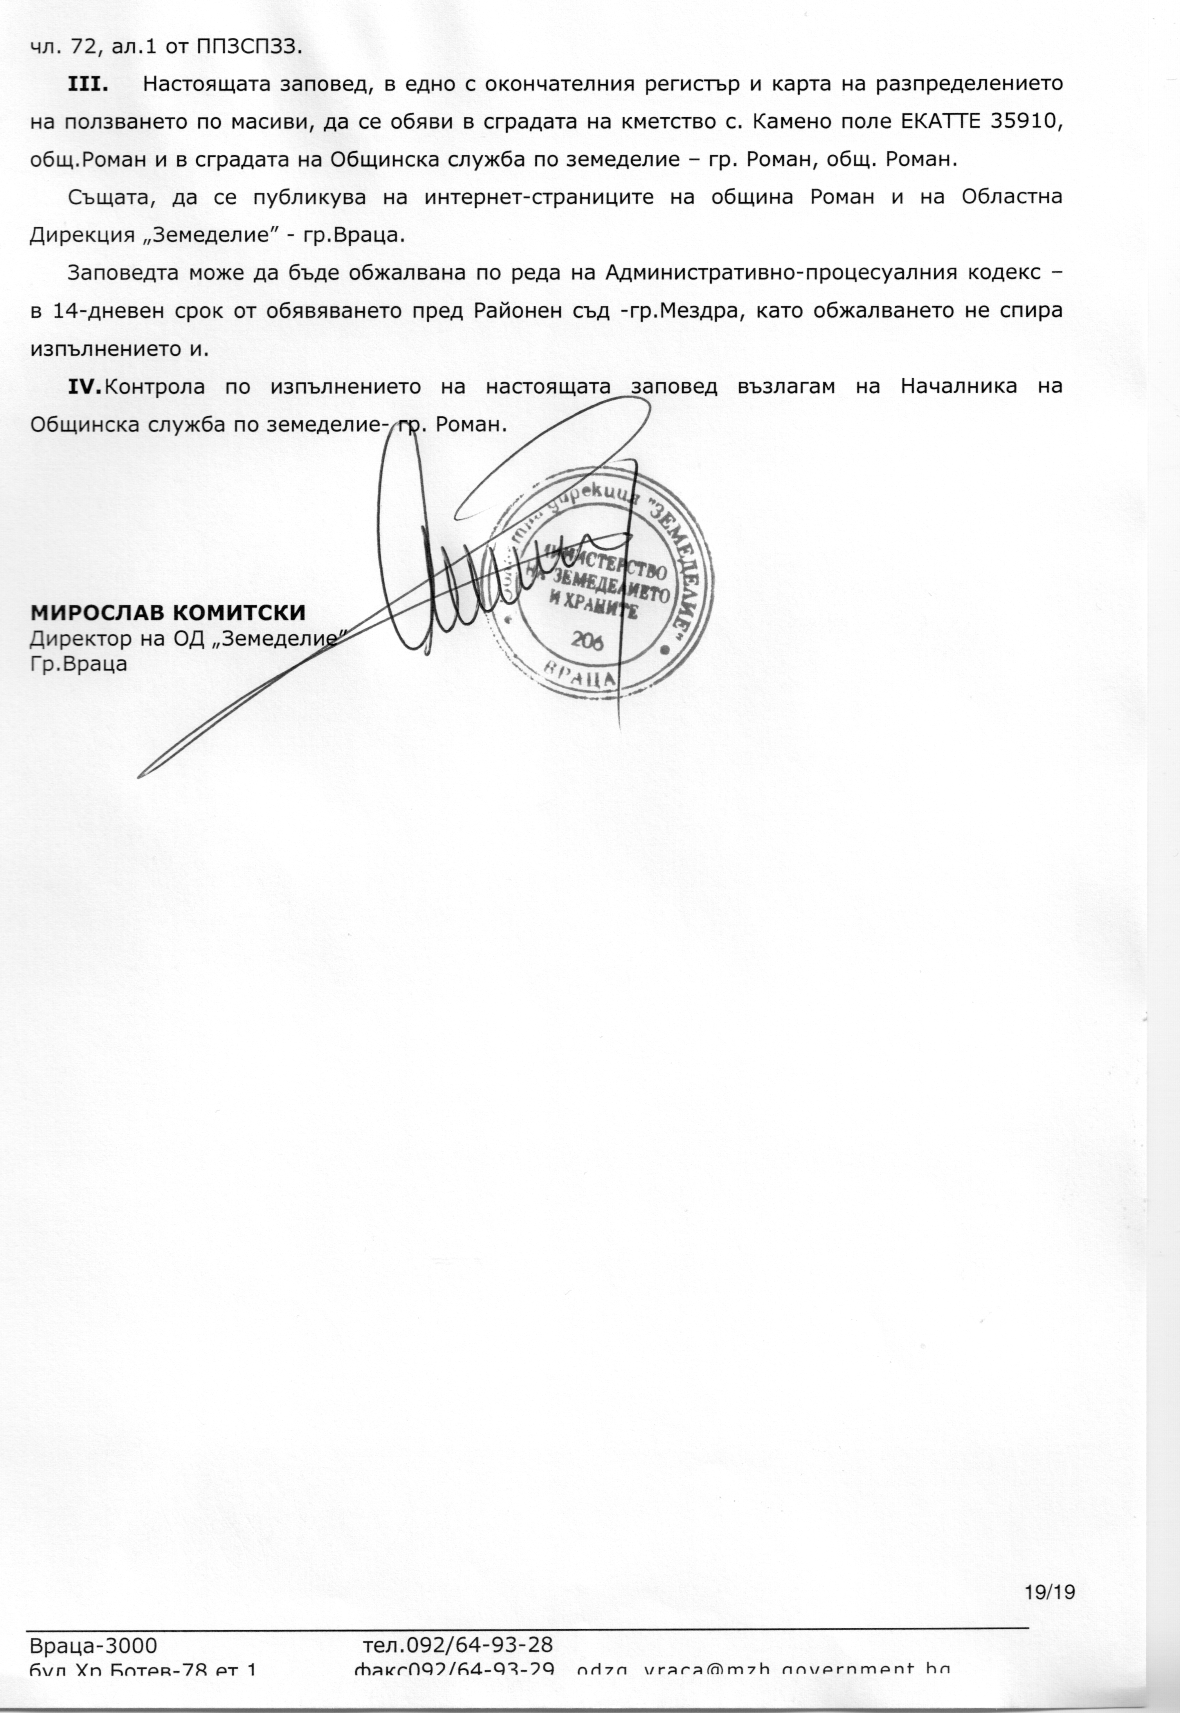 чл. 72, ал.1 от ППЗСПЗЗ.
III. Настоящата заповед, в едно с окончателния регистър и карта на разпределението
на ползването по масиви, да се обяви в сградата на кметство с. Камено поле ЕКАТТЕ 35910,
общ.Роман и в сградата на Общинска служба по земеделие – гр. Роман, общ. Роман.
Същата, да се публикува на интернет-страниците на община Роман и на Областна
Дирекция „Земеделие” - гр.Враца.
Заповедта може да бъде обжалвана по реда на Административно-процесуалния кодекс –
в 14-дневен срок от обявяването пред Районен съд -гр.Мездра, като обжалването не спира
изпълнението и.
IV.Контрола по изпълнението на настоящата заповед възлагам на Началника на
Общинска служба по земеделие- гр. Роман.
дирекция "ЗЕМЕДЕЛИЕ"
МИНИСТЕРСТВО
НА ЗЕМЕДЕЛИЕТО
И ХРАНИТЕ
206
ВРАЦА
МИРОСЛАВ КОМИТСКИ
Директор на ОД „Земеделие”
Гр.Враца
19/19
Враца-3000 тел.092/64-93-28
бул.Хр.Ботев-78 ет.1 факс092/64-93-29 odzg_vraca@mzh.government.bg